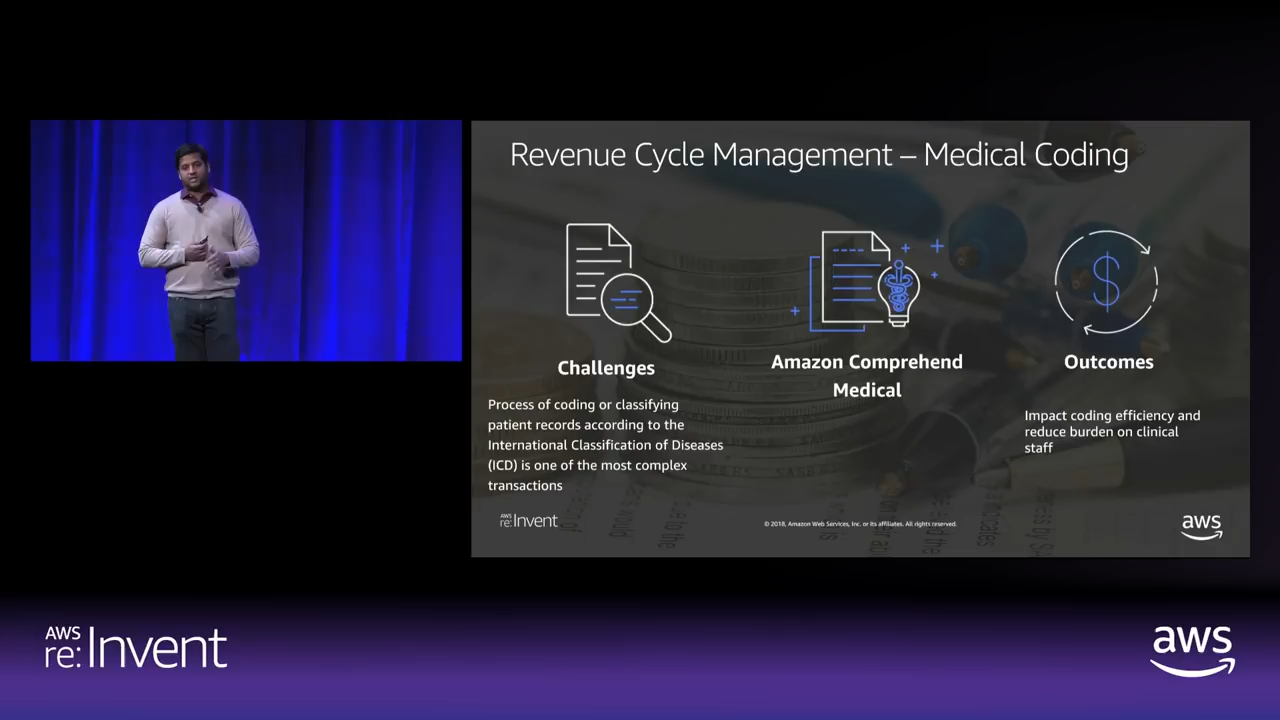 Revenue Cycle Management – Medical Coding
Challenges
Process of coding or classifying
patient records according to the
International Classification of Diseases
(ICD) is one of the most complex
transactions
Amazon Comprehend
Medical
Outcomes
Impact coding efficiency and
reduce burden on clinical
staff
AWS
re:Invent
© 2018, Amazon Web Services, Inc. or its affiliates. All rights reserved.
aws
AWS
re:Invent
aws